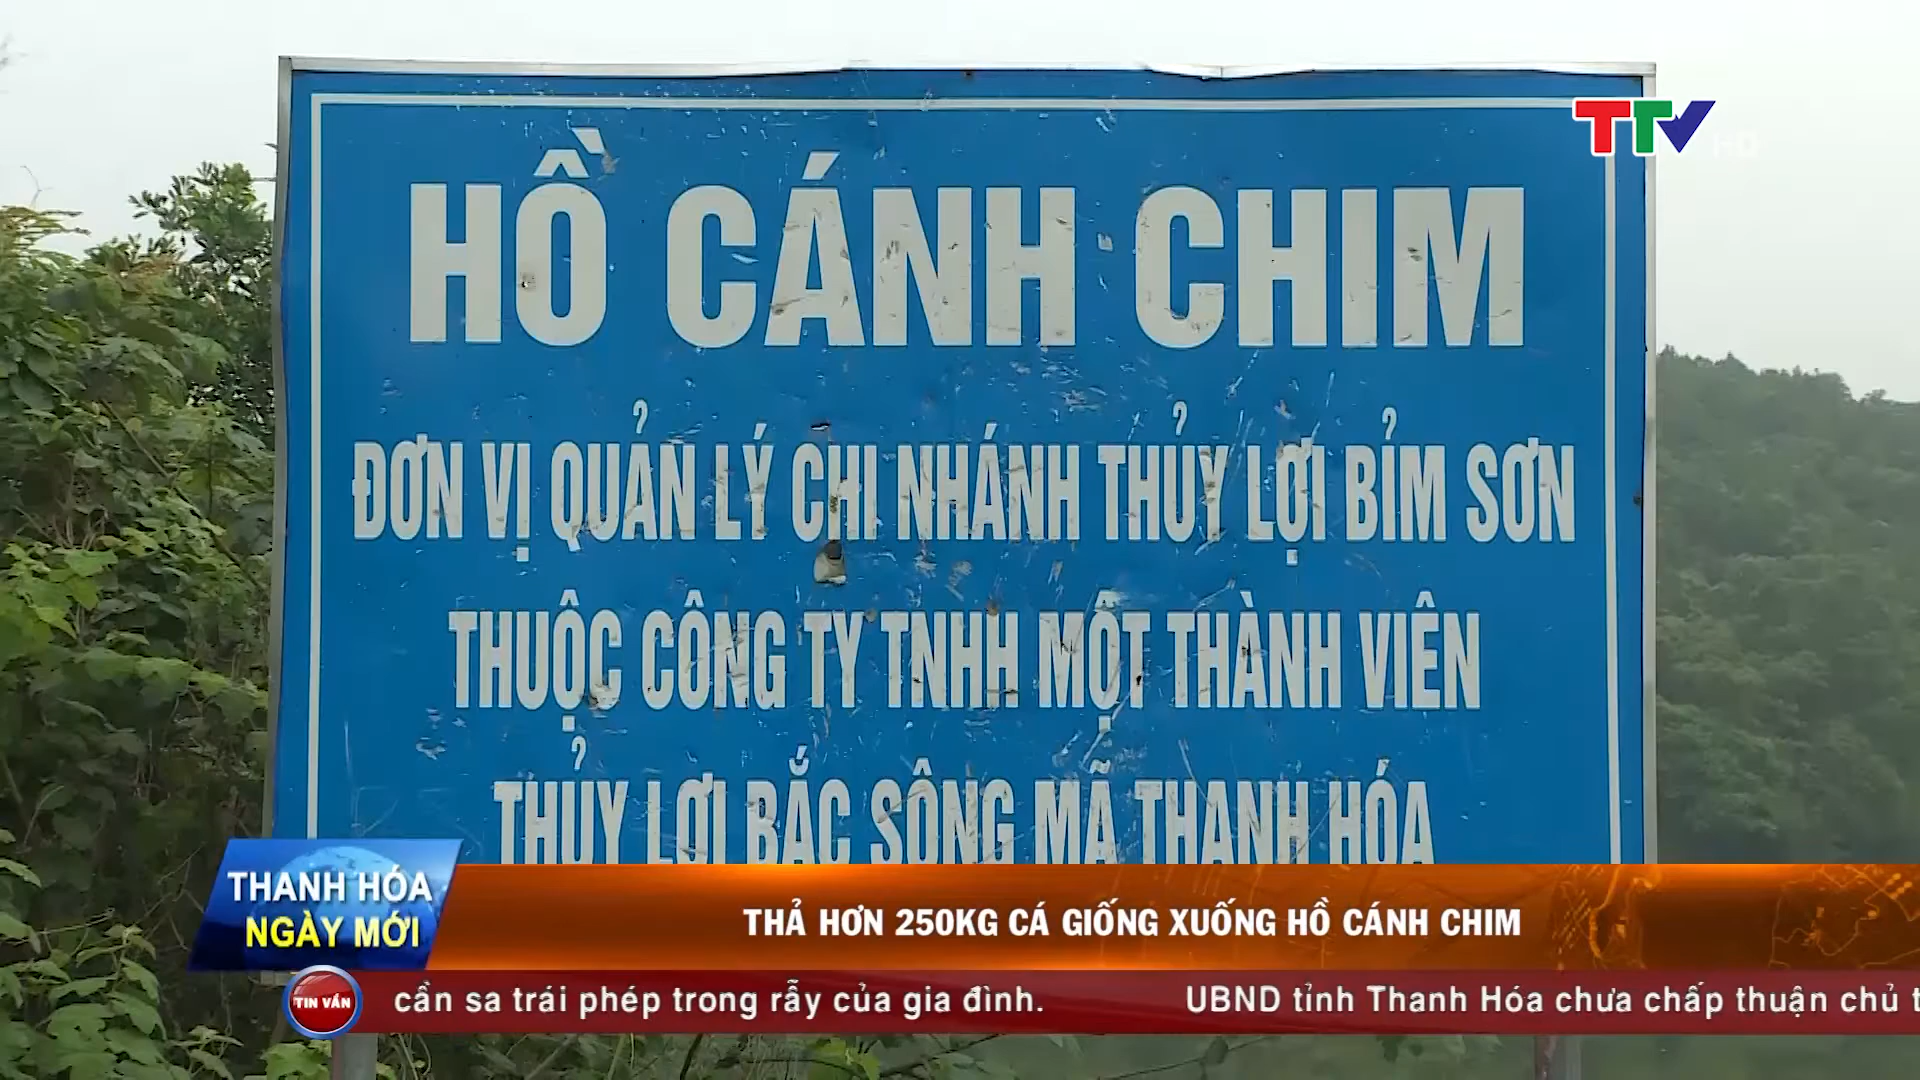 TTV HD
HỒ CÁNH CHIM
ĐƠN VỊ QUẢN LÝ CHI NHÁNH THỦY LỢI BỈM SƠN
THUỘC CÔNG TY TNHH MỘT THÀNH VIÊN
THỦY LỢI BẮC SÔNG MÃ THANH HÓA
THANH HÓA
NGÀY MỚI
THẢ HƠN 250KG CÁ GIỐNG XUỐNG HỒ CÁNH CHIM
TIN VẮN
cần sa trái phép trong rẫy của gia đình. UBND tỉnh Thanh Hóa chưa chấp thuận chủ t